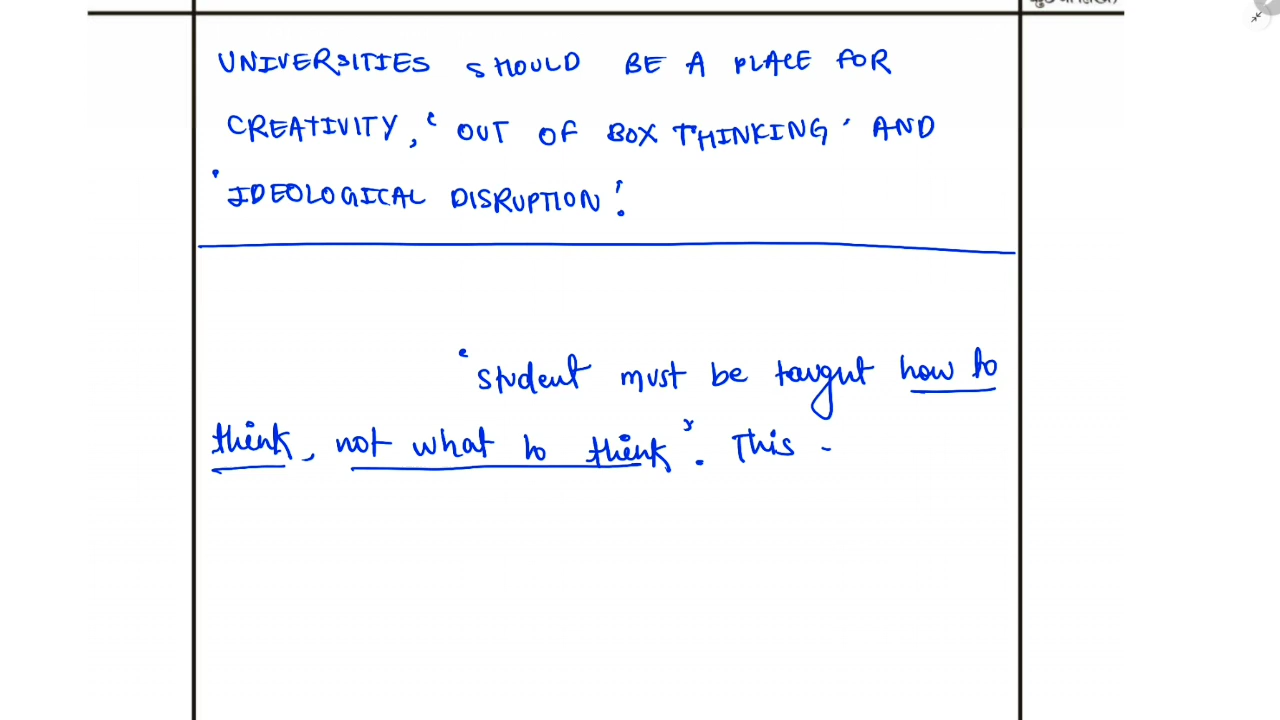 UNIVERSITIES SHOULD BE A PLACE FOR
CREATIVITY, 'OUT OF BOX THINKING' AND
'IDEOLOGICAL DISRUPTION'.
'student must be taught how to
think, not what to think'. This -